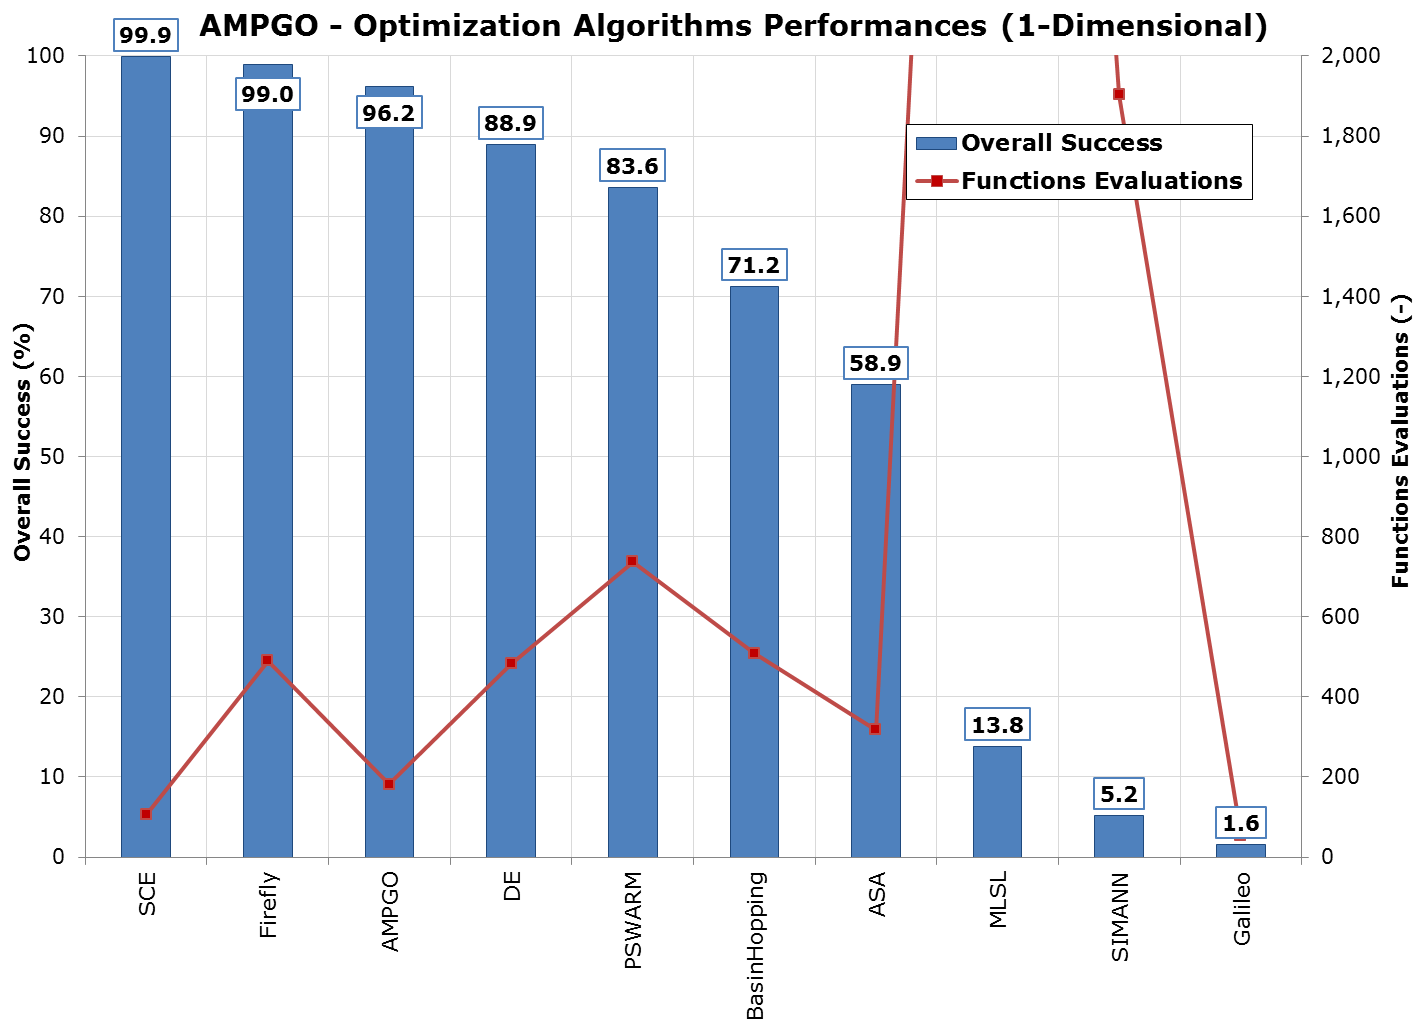 AMPGO - Optimization Algorithms Performances (1-Dimensional)
Overall Success (%)
100
90
80
70
60
50
40
30
20
10
0
99.9
99.0
96.2
88.9
83.6
71.2
58.9
13.8
5.2
1.6
Overall Success
Functions Evaluations
2,000
1,800
1,600
1,400
1,200
1,000
800
600
400
200
0
Functions Evaluations (-)
SCE
Firefly
AMPGO
DE
PSWARM
BasinHopping
ASA
MLSL
SIMANN
Galileo